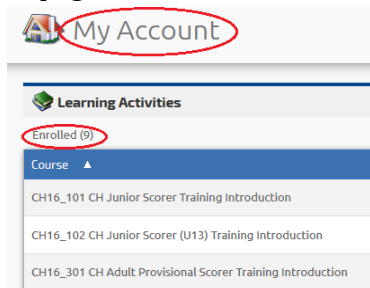 My Account
Learning Activities
Enrolled (9)
Course ▲
CH16_101 CH Junior Scorer Training Introduction
CH16_102 CH Junior Scorer (U13) Training Introduction
CH16_301 CH Adult Provisional Scorer Training Introduction